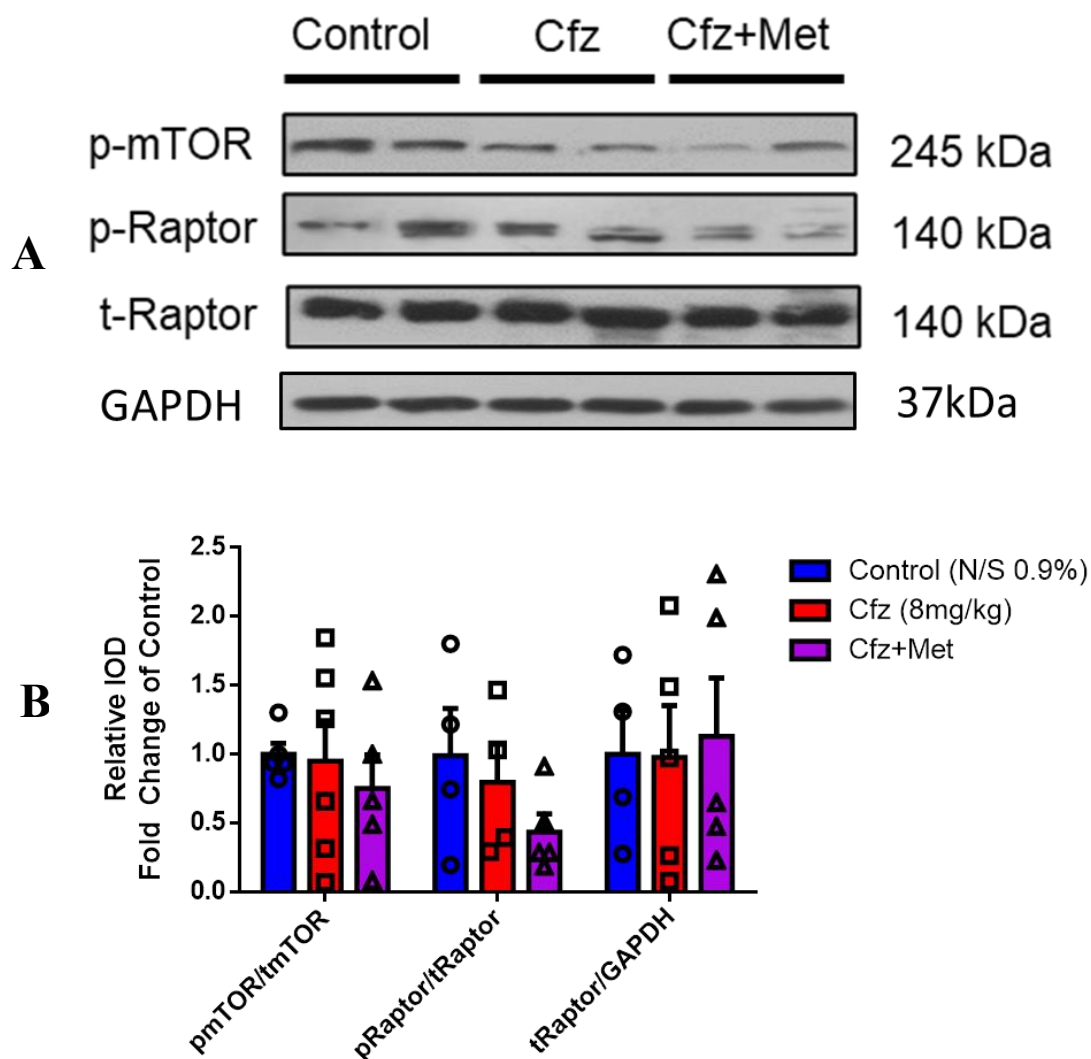 Control Cfz Cfz+Met
p-mTOR 245 kDa
p-Raptor 140 kDa
A
t-Raptor 140 kDa
GAPDH 37kDa
B
Relative IOD
Fold Change of Control
2.5
2.0
1.5
1.0
0.5
0.0
pmTOR/tmTOR
pRaptor/tRaptor
tRaptor/GAPDH
Control (N/S 0.9%)
Cfz (8mg/kg)
Cfz+Met